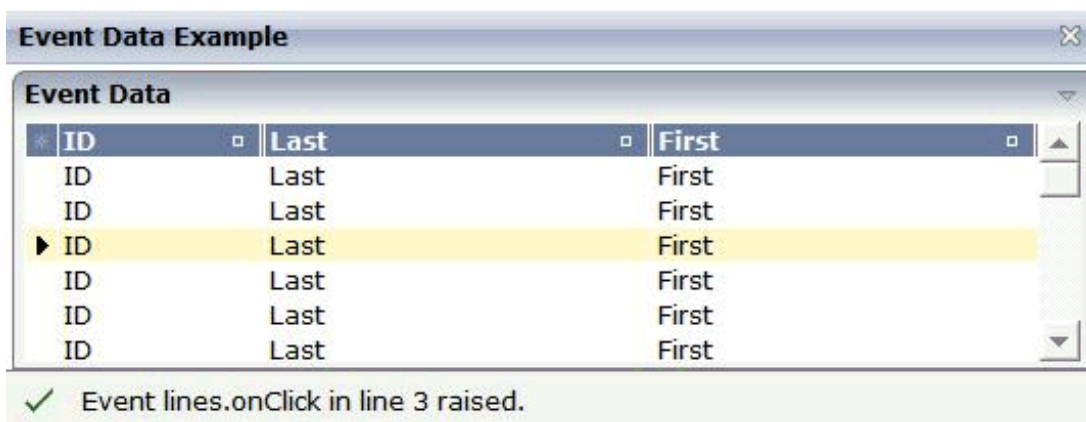 Event Data Example
Event Data
ID Last First
ID Last First
ID Last First
ID Last First
ID Last First
ID Last First
ID Last First
Event lines.onClick in line 3 raised.